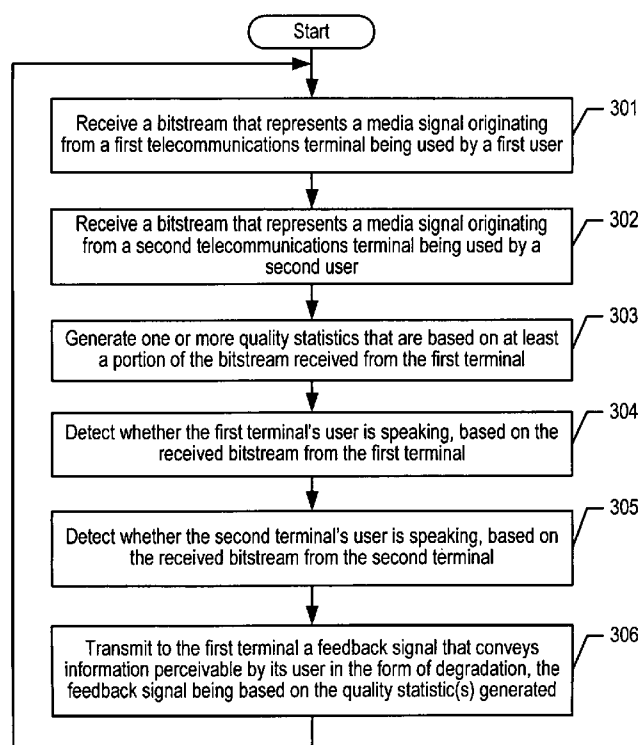 Start
301
Receive a bitstream that represents a media signal originating
from a first telecommunications terminal being used by a first user
302
Receive a bitstream that represents a media signal originating
from a second telecommunications terminal being used by a
second user
303
Generate one or more quality statistics that are based on at least
a portion of the bitstream received from the first terminal
304
Detect whether the first terminal's user is speaking, based on the
received bitstream from the first terminal
305
Detect whether the second terminal's user is speaking, based on
the received bitstream from the second terminal
306
Transmit to the first terminal a feedback signal that conveys
information perceivable by its user in the form of degradation, the
feedback signal being based on the quality statistic(s) generated